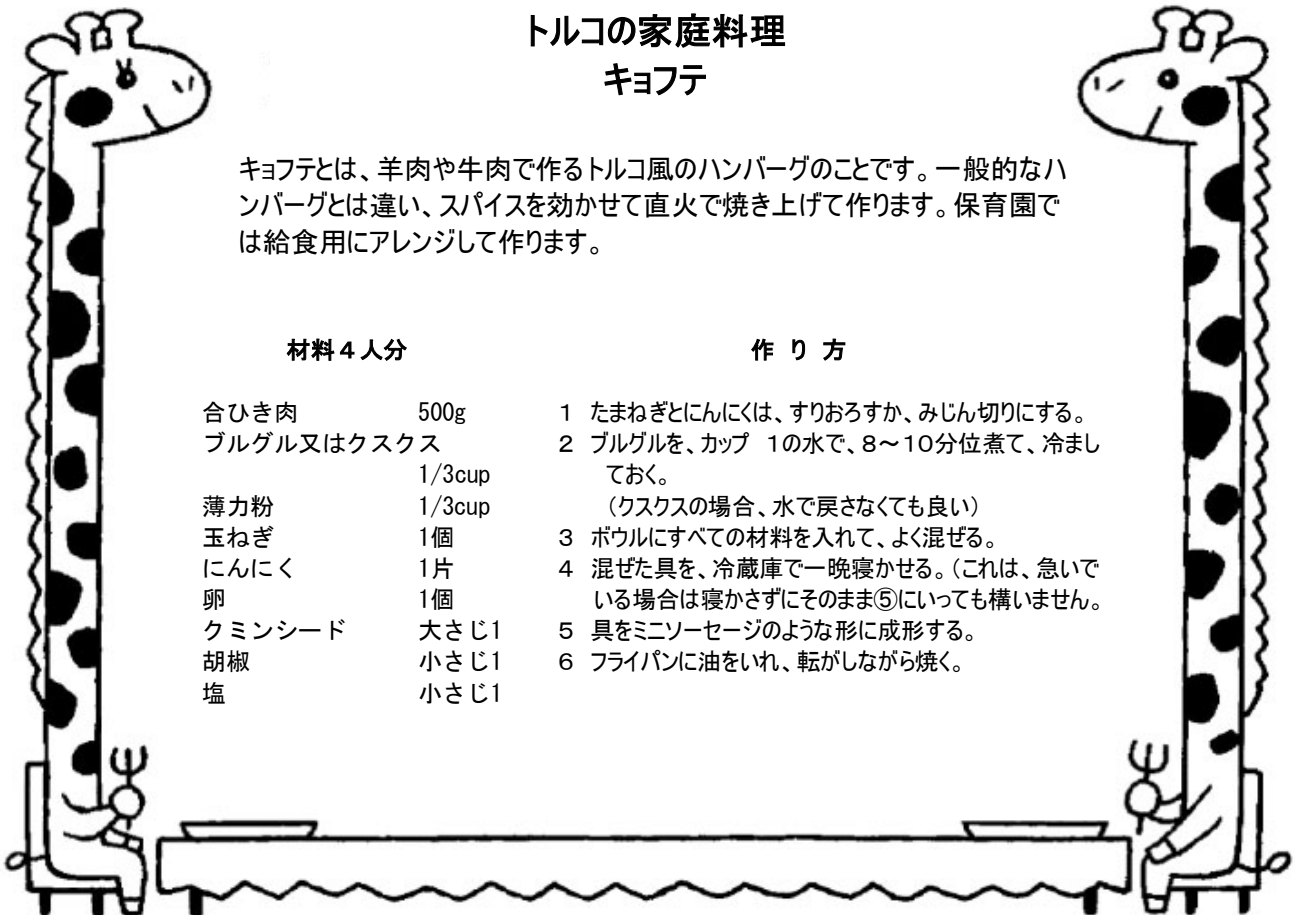 トルコの家庭料理
キョフテ
キョフテとは、羊肉や牛肉で作るトルコ風のハンバーグのことです。一般的なハ
ンバーグとは違い、スパイスを効かせて直火で焼き上げて作ります。保育園で
は給食用にアレンジして作ります。
材料4人分
合ひき肉 500g
ブルグル又はクスクス
1/3cup
薄力粉 1/3cup
玉ねぎ 1個
にんにく 1片
卵 1個
クミンシード 大さじ1
胡椒 小さじ1
塩 小さじ1
作り方
1 たまねぎとにんにくは、すりおろすか、みじん切りにする。
2 ブルグルを、カップ 1の水で、8~10分位煮て、冷まし
ておく。
(クスクスの場合、水で戻さなくても良い)
3 ボウルにすべての材料を入れて、よく混ぜる。
4 混ぜた具を、冷蔵庫で一晩寝かせる。(これは、急いで
いる場合は寝かさずにそのまま⑤にいっても構いません。
5 具をミニソーセージのような形に成形する。
6 フライパンに油をいれ、転がしながら焼く。